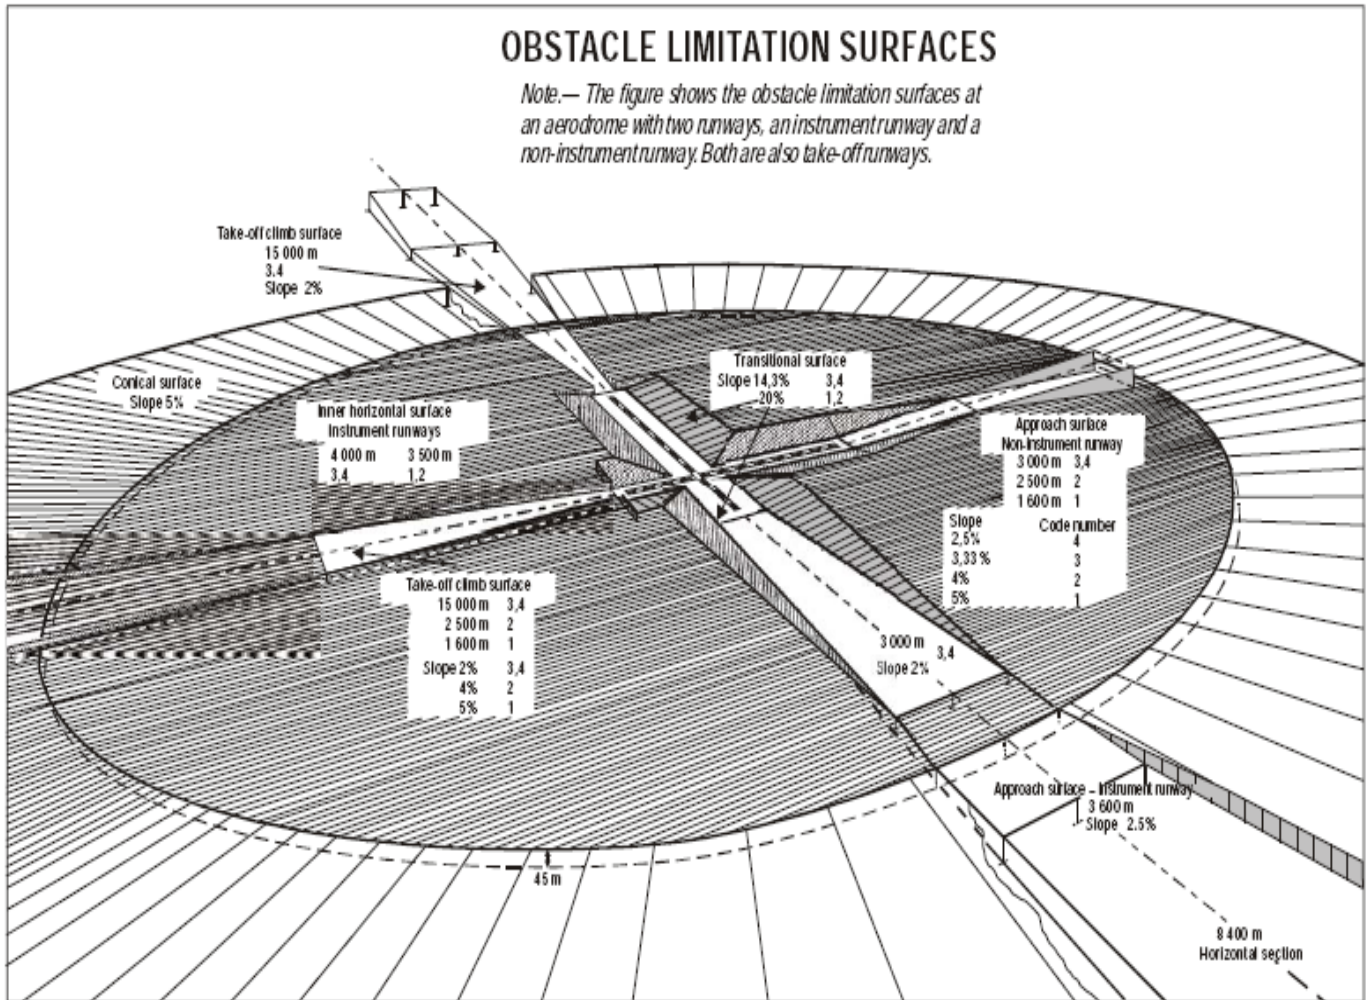 OBSTACLE LIMITATION SURFACES
Note.— The figure shows the obstacle limitation surfaces at
an aerodrome with two runways, an instrument runway and a
non-instrument runway. Both are also take-off runways.
Take-off climb surface
15 000 m
3.4
Slope 2%
Conical surface
Slope 5%
Transitional surface
Slope 14,3% 3,4
20% 1,2
Inner horizontal surface
Instrument runways
4 000 m 3 500 m
3.4 1,2
Approach surface
Non-instrument runway
3 000 m 3,4
2 500 m 2
1 600 m 1
Slope Code number
2,5% 4
3,33 % 3
4% 2
5% 1
Take-off climb surface
15 000 m 3,4
2 500 m 2
1 600 m 1
Slope 2% 3,4
4% 2
5% 1
3 000 m 3,4
Slope 2%
Approach surface – Instrument runway
3 600 m
Slope 2.5%
45 m
8 400 m
Horizontal section